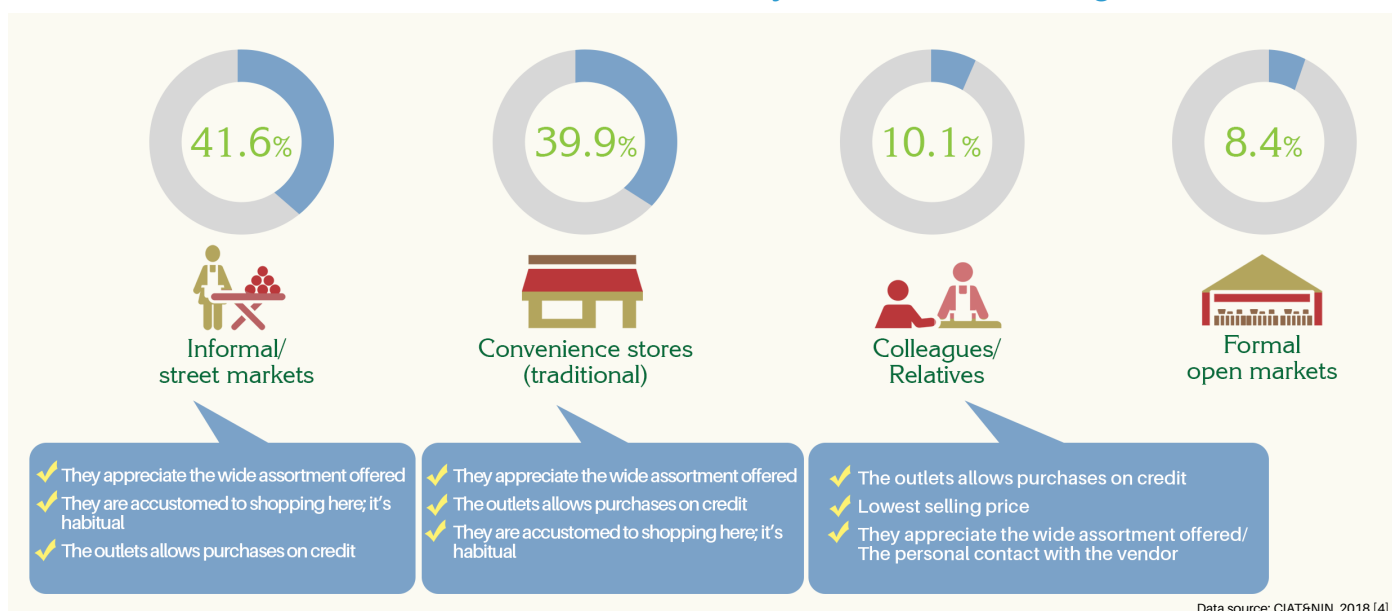 41.6%
39.9%
10.1%
8.4%
Informal/
street markets
Convenience stores
(traditional)
Colleagues/
Relatives
Formal
open markets
They appreciate the wide assortment offered
They are accustomed to shopping here; it's
habitual
The outlets allows purchases on credit
They appreciate the wide assortment offered
The outlets allows purchases on credit
They are accustomed to shopping here; it's
habitual
The outlets allows purchases on credit
Lowest selling price
They appreciate the wide assortment offered/
The personal contact with the vendor
Data source: CIAT&NIN, 2018 [4]